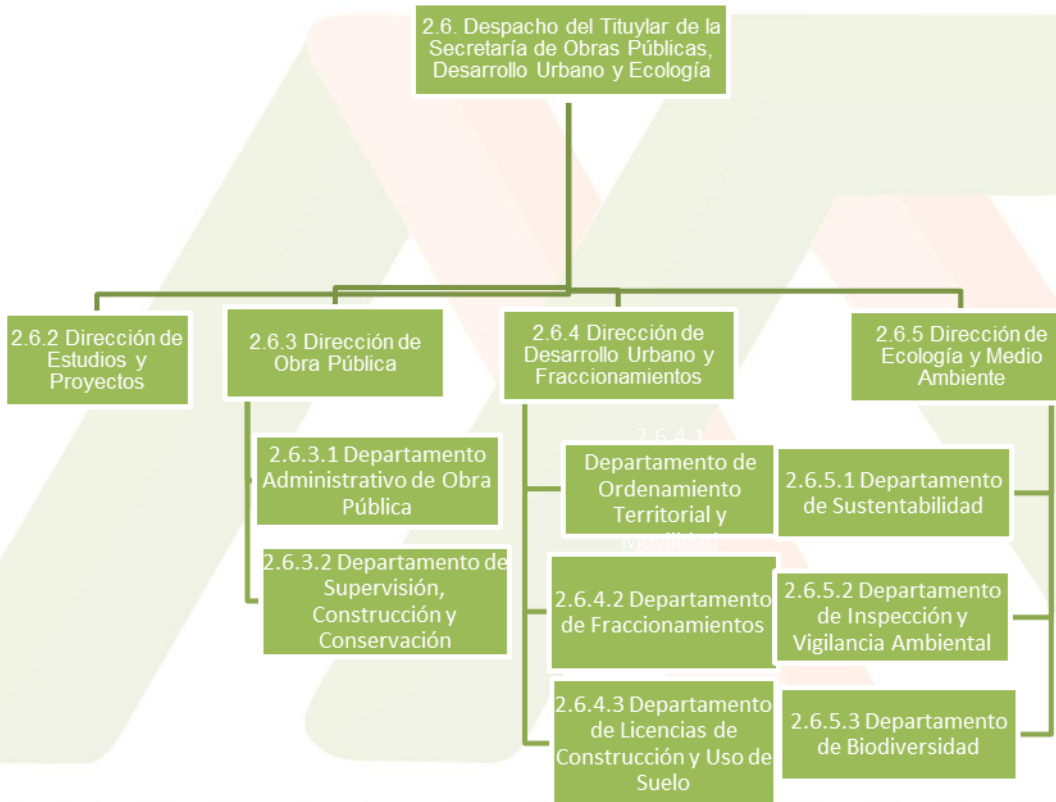 2.6. Despacho del Tituylar de la
Secretaría de Obras Públicas,
Desarrollo Urbano y Ecología
2.6.2 Dirección de
Estudios y
Proyectos
2.6.3 Dirección de
Obra Pública
2.6.4 Dirección de
Desarrollo Urbano y
Fraccionamientos
2.6.5 Dirección de
Ecología y Medio
Ambiente
2.6.3.1 Departamento
Administrativo de Obra
Pública
2.6.3.2 Departamento de
Supervisión,
Construcción y
Conservación
2.6.4.1
Departamento de
Ordenamiento
Territorial y
Movilidad
2.6.4.2 Departamento
de Fraccionamientos
2.6.4.3 Departamento
de Licencias de
Construcción y Uso de
Suelo
2.6.5.1 Departamento
de Sustentabilidad
2.6.5.2 Departamento
de Inspección y
Vigilancia Ambiental
2.6.5.3 Departamento
de Biodiversidad